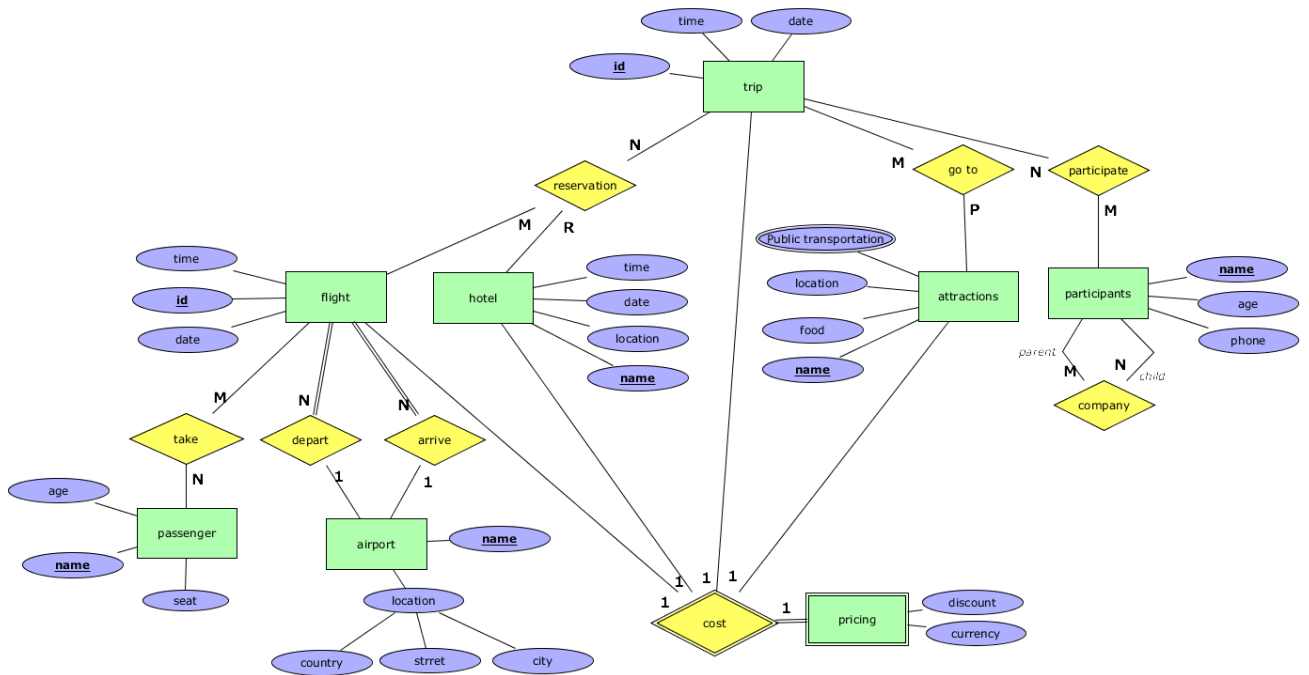 time
date
id
trip
N
reservation
M
R
M
go to
P
N
participate
M
time
id
date
flight
hotel
time
date
location
name
Public transportation
location
food
name
attractions
participants
name
age
phone
parent
M
N
child
company
M
take
N
N
depart
1
N
arrive
1
age
name
passenger
seat
airport
name
location
country
strret
city
1
1
1
1
cost
1
pricing
discount
currency